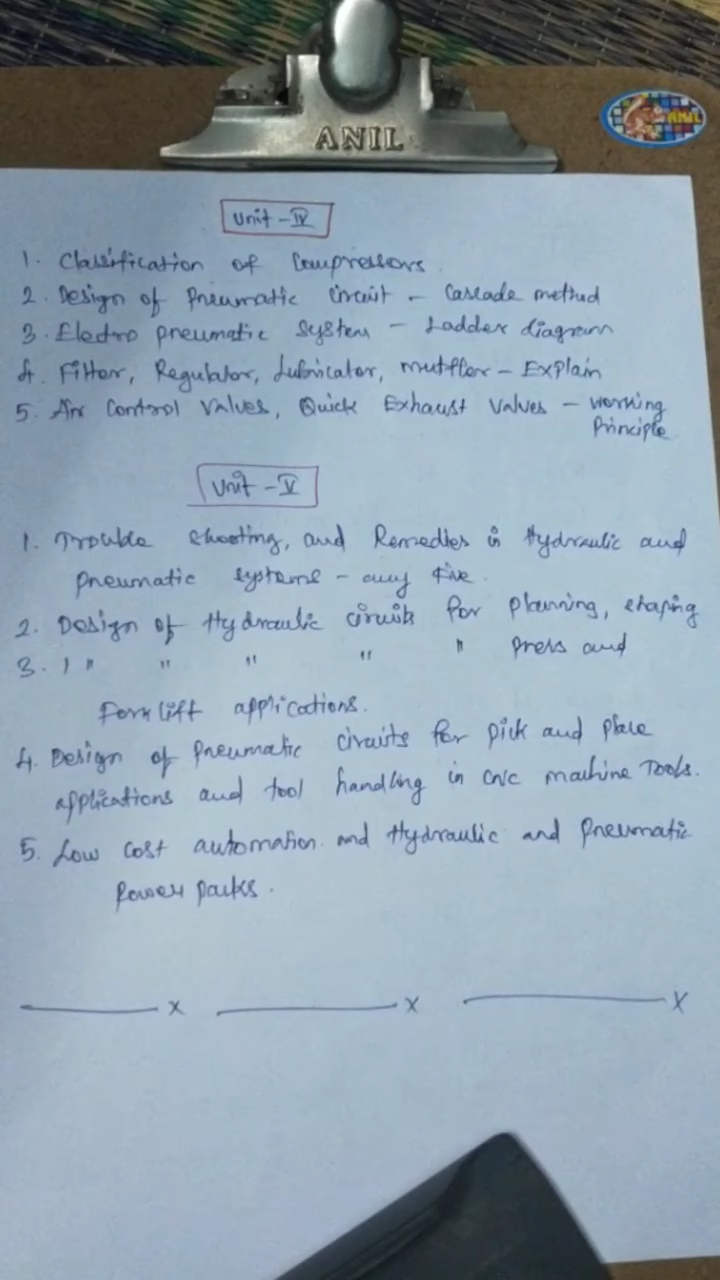 ANIL
ANIL
Unit - IV
1. Classification of Compressors
2. Design of Pneumatic Circuit - Cascade method
3. Electro pneumatic System - Ladder diagram
4. Filter, Regulator, Lubricator, mutfler - Explain
5. Air Control Valves, Quick Exhaust Valves - Working
Principle
Unit - V
1. Trouble shooting, and Remedies in Hydraulic and
Pneumatic systems - any five.
2. Design of Hydraulic circuits for planning, shaping
3. 1 " " " " " press and
Fork lift applications.
4. Design of Pneumatic circuits for pick and place
applications and tool handling in CNC machine Tools.
5. Low cost automation. and Hydraulic and pneumatic
Power packs.
x x x